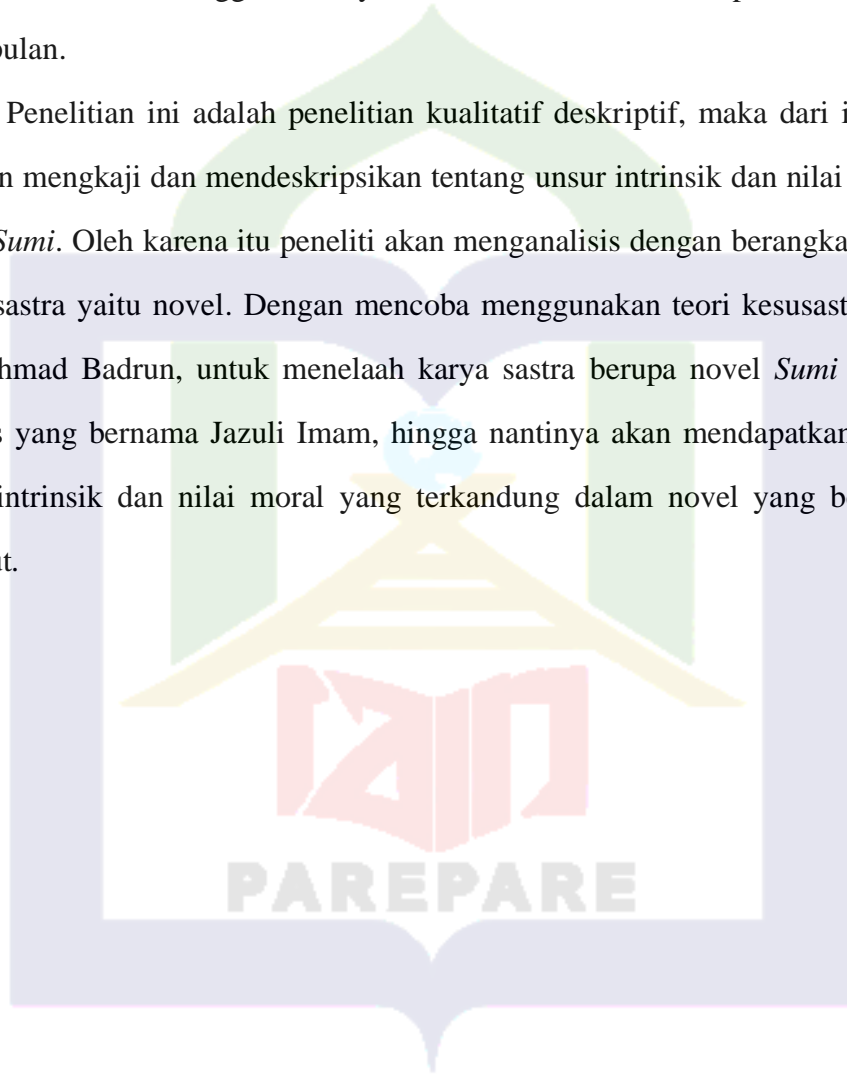 pulan.
Penelitian ini adalah penelitian kualitatif deskriptif, maka dari
mengkaji dan mendeskripsikan tentang unsur intrinsik dan nilai
Sumi. Oleh karena itu peneliti akan menganalisis dengan berangka
sastra yaitu novel. Dengan mencoba menggunakan teori kesusast
hmad Badrun, untuk menelaah karya sastra berupa novel Sumi
yang bernama Jazuli Imam, hingga nantinya akan mendapatkan
intrinsik dan nilai moral yang terkandung dalam novel yang be
ut.
iain
PAREPARE